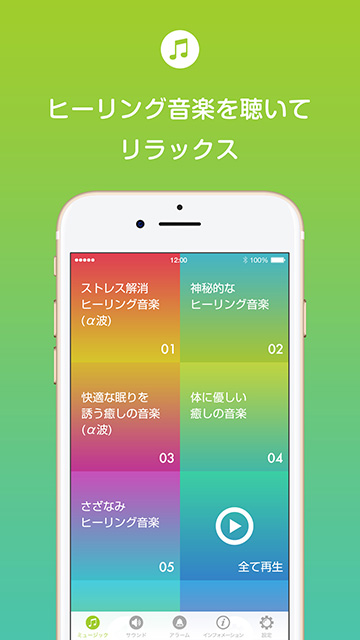 ヒーリング音楽を聴いて
リラックス
12:00
100%
ストレス解消
ヒーリング音楽
(α波)
01
神秘的な
ヒーリング音楽
02
快適な眠りを
誘う癒しの音楽
(α波)
03
体に優しい
癒しの音楽
04
さざなみ
ヒーリング音楽
05
全て再生
ミュージック
サウンド
アラーム
インフォメーション
設定